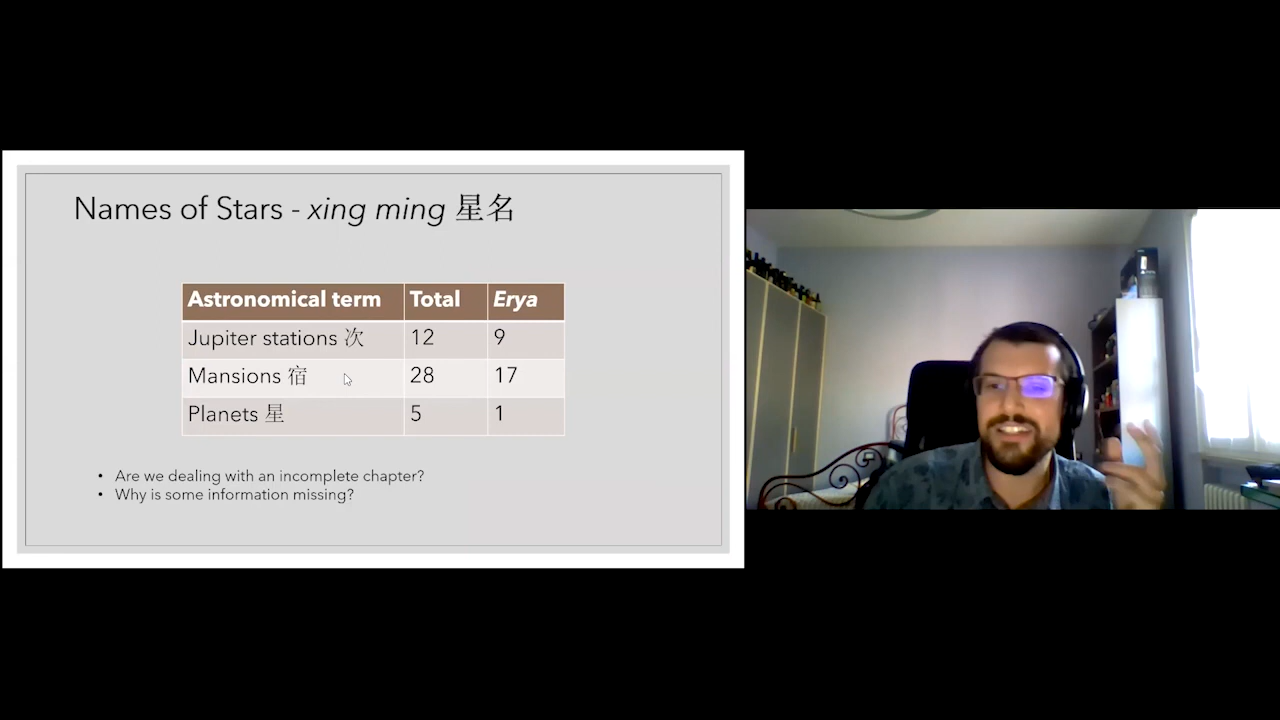 Names of Stars - xing ming 星名
Astronomical term Total Erya
Jupiter stations 次 12 9
Mansions 宿 28 17
Planets 星 5 1
• Are we dealing with an incomplete chapter?
• Why is some information missing?